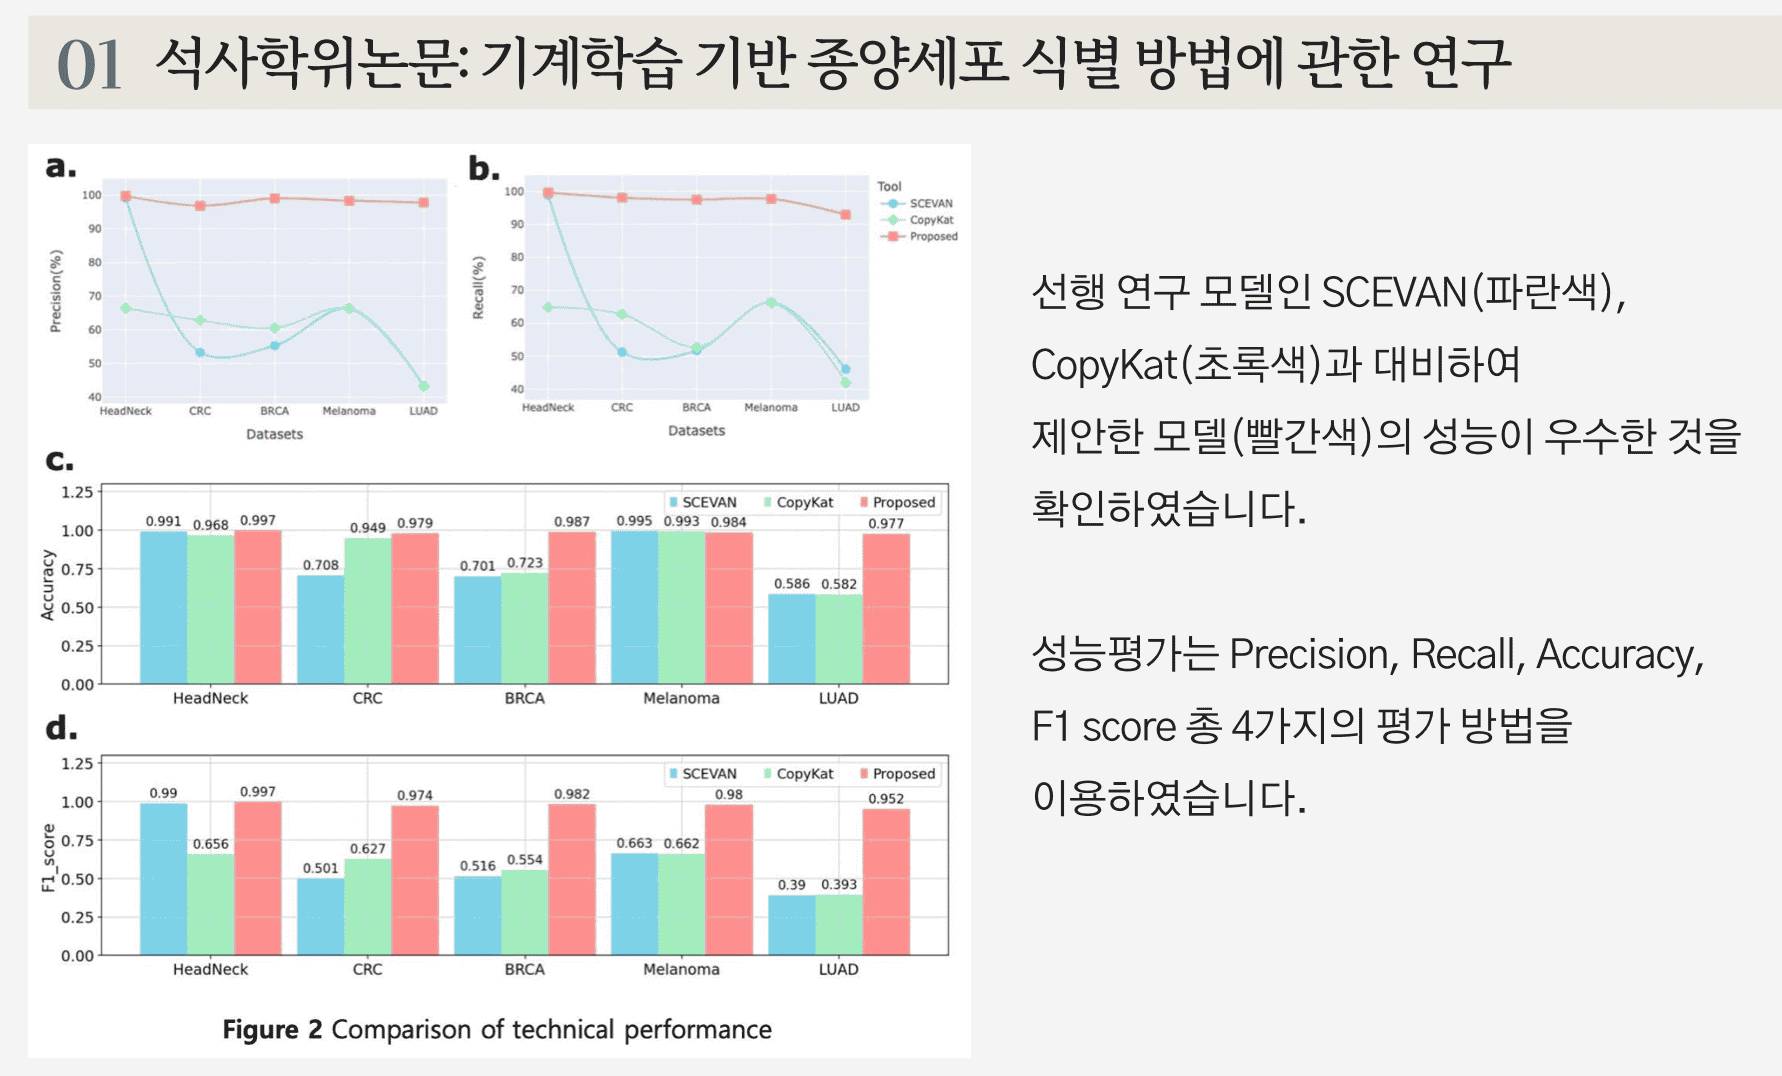 01 석사학위논문: 기계학습 기반 종양세포 식별 방법에 관한 연구
a.
100
90
80
70
60
50
40
Precision(%)
HeadNeck CRC BRCA Melanoma LUAD
Datasets
b.
100
90
80
70
60
50
40
Recall(%)
HeadNeck CRC BRCA Melanoma LUAD
Datasets
Tool
SCEVAN
CopyKat
Proposed
c.
1.25
1.00
0.75
0.50
0.25
0.00
Accuracy
SCEVAN CopyKat Proposed
0.991 0.968 0.997 0.708 0.949 0.979 0.701 0.723 0.987 0.995 0.993 0.984 0.586 0.582 0.977
HeadNeck CRC BRCA Melanoma LUAD
d.
1.25
1.00
0.75
0.50
0.25
0.00
F1_score
SCEVAN CopyKat Proposed
0.99 0.656 0.997 0.501 0.627 0.974 0.516 0.554 0.982 0.663 0.662 0.98 0.39 0.393 0.952
HeadNeck CRC BRCA Melanoma LUAD
Figure 2 Comparison of technical performance
선행 연구 모델인 SCEVAN(파란색),
CopyKat(초록색)과 대비하여
제안한 모델(빨간색)의 성능이 우수한 것을
확인하였습니다.
성능평가는 Precision, Recall, Accuracy,
F1 score 총 4가지의 평가 방법을
이용하였습니다.